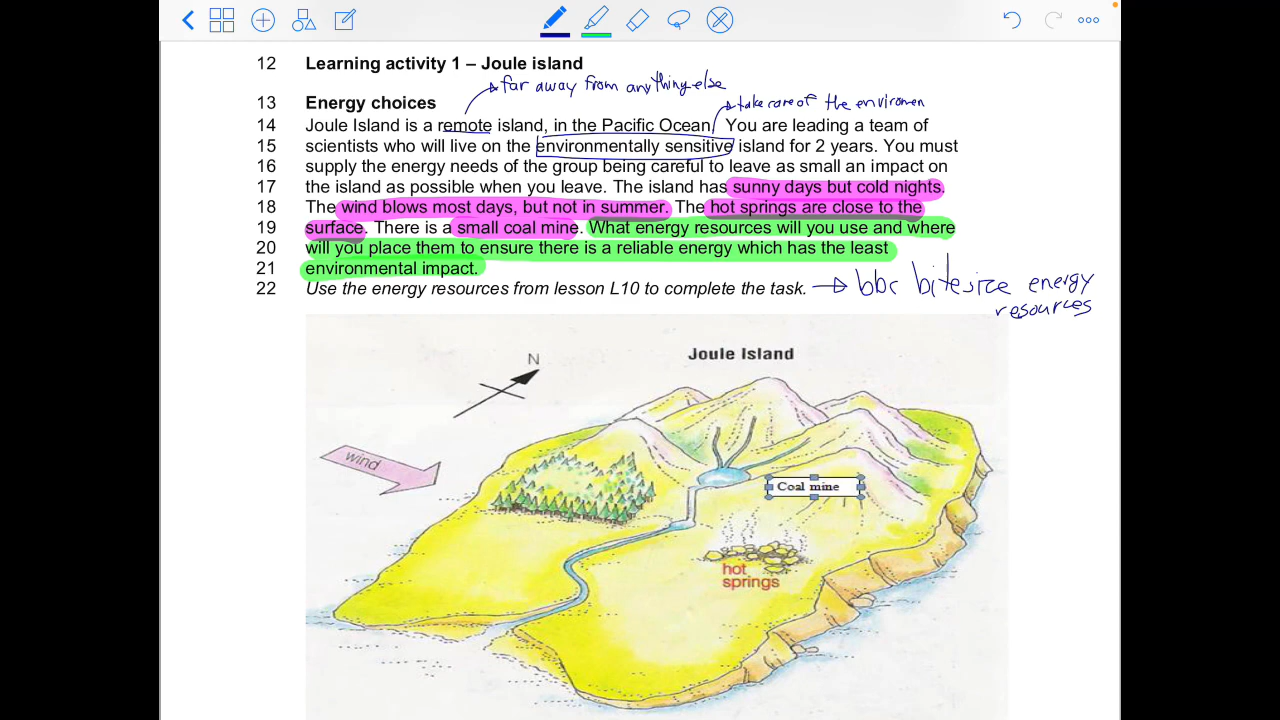 12 Learning activity 1 – Joule island
far away from anything else
13 Energy choices
take care of the environen
14 Joule Island is a remote island, in the Pacific Ocean. You are leading a team of
15 scientists who will live on the environmentally sensitive island for 2 years. You must
16 supply the energy needs of the group being careful to leave as small an impact on
17 the island as possible when you leave. The island has sunny days but cold nights.
18 The wind blows most days, but not in summer. The hot springs are close to the
19 surface. There is a small coal mine. What energy resources will you use and where
20 will you place them to ensure there is a reliable energy which has the least
21 environmental impact.
22 Use the energy resources from lesson L10 to complete the task.
bbc bitesize energy
resources
Joule Island
N
wind
Coal mine
hot
springs